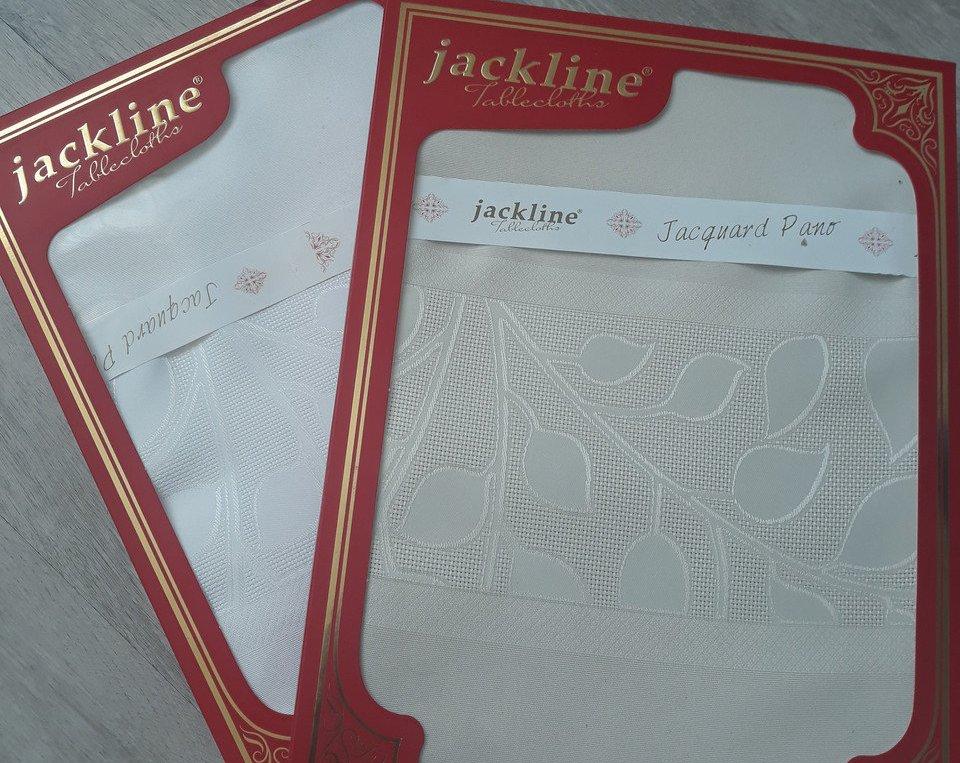 jackline®
Tablecloths
Jacquard P
jackline®
Tablecloths
jackline®
Tablecloths
Jacquard Pano